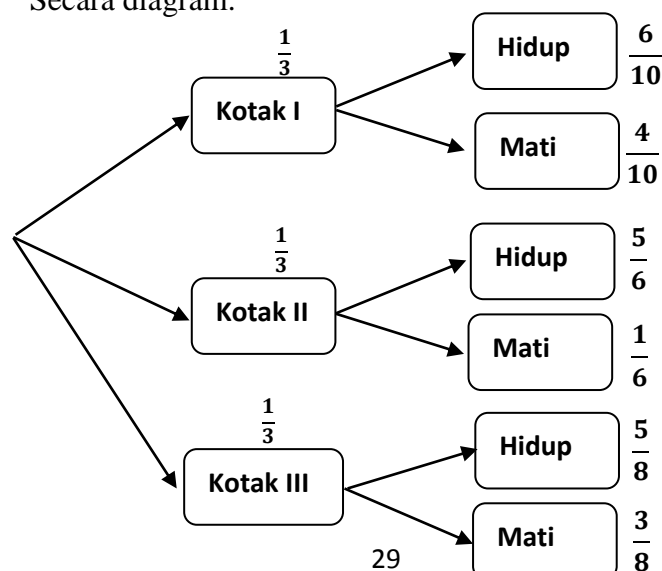 Secara diagram:
1/3
Kotak I
Hidup 6/10
Mati 4/10
1/3
Kotak II
Hidup 5/6
Mati 1/6
1/3
Kotak III
Hidup 5/8
Mati 3/8
29